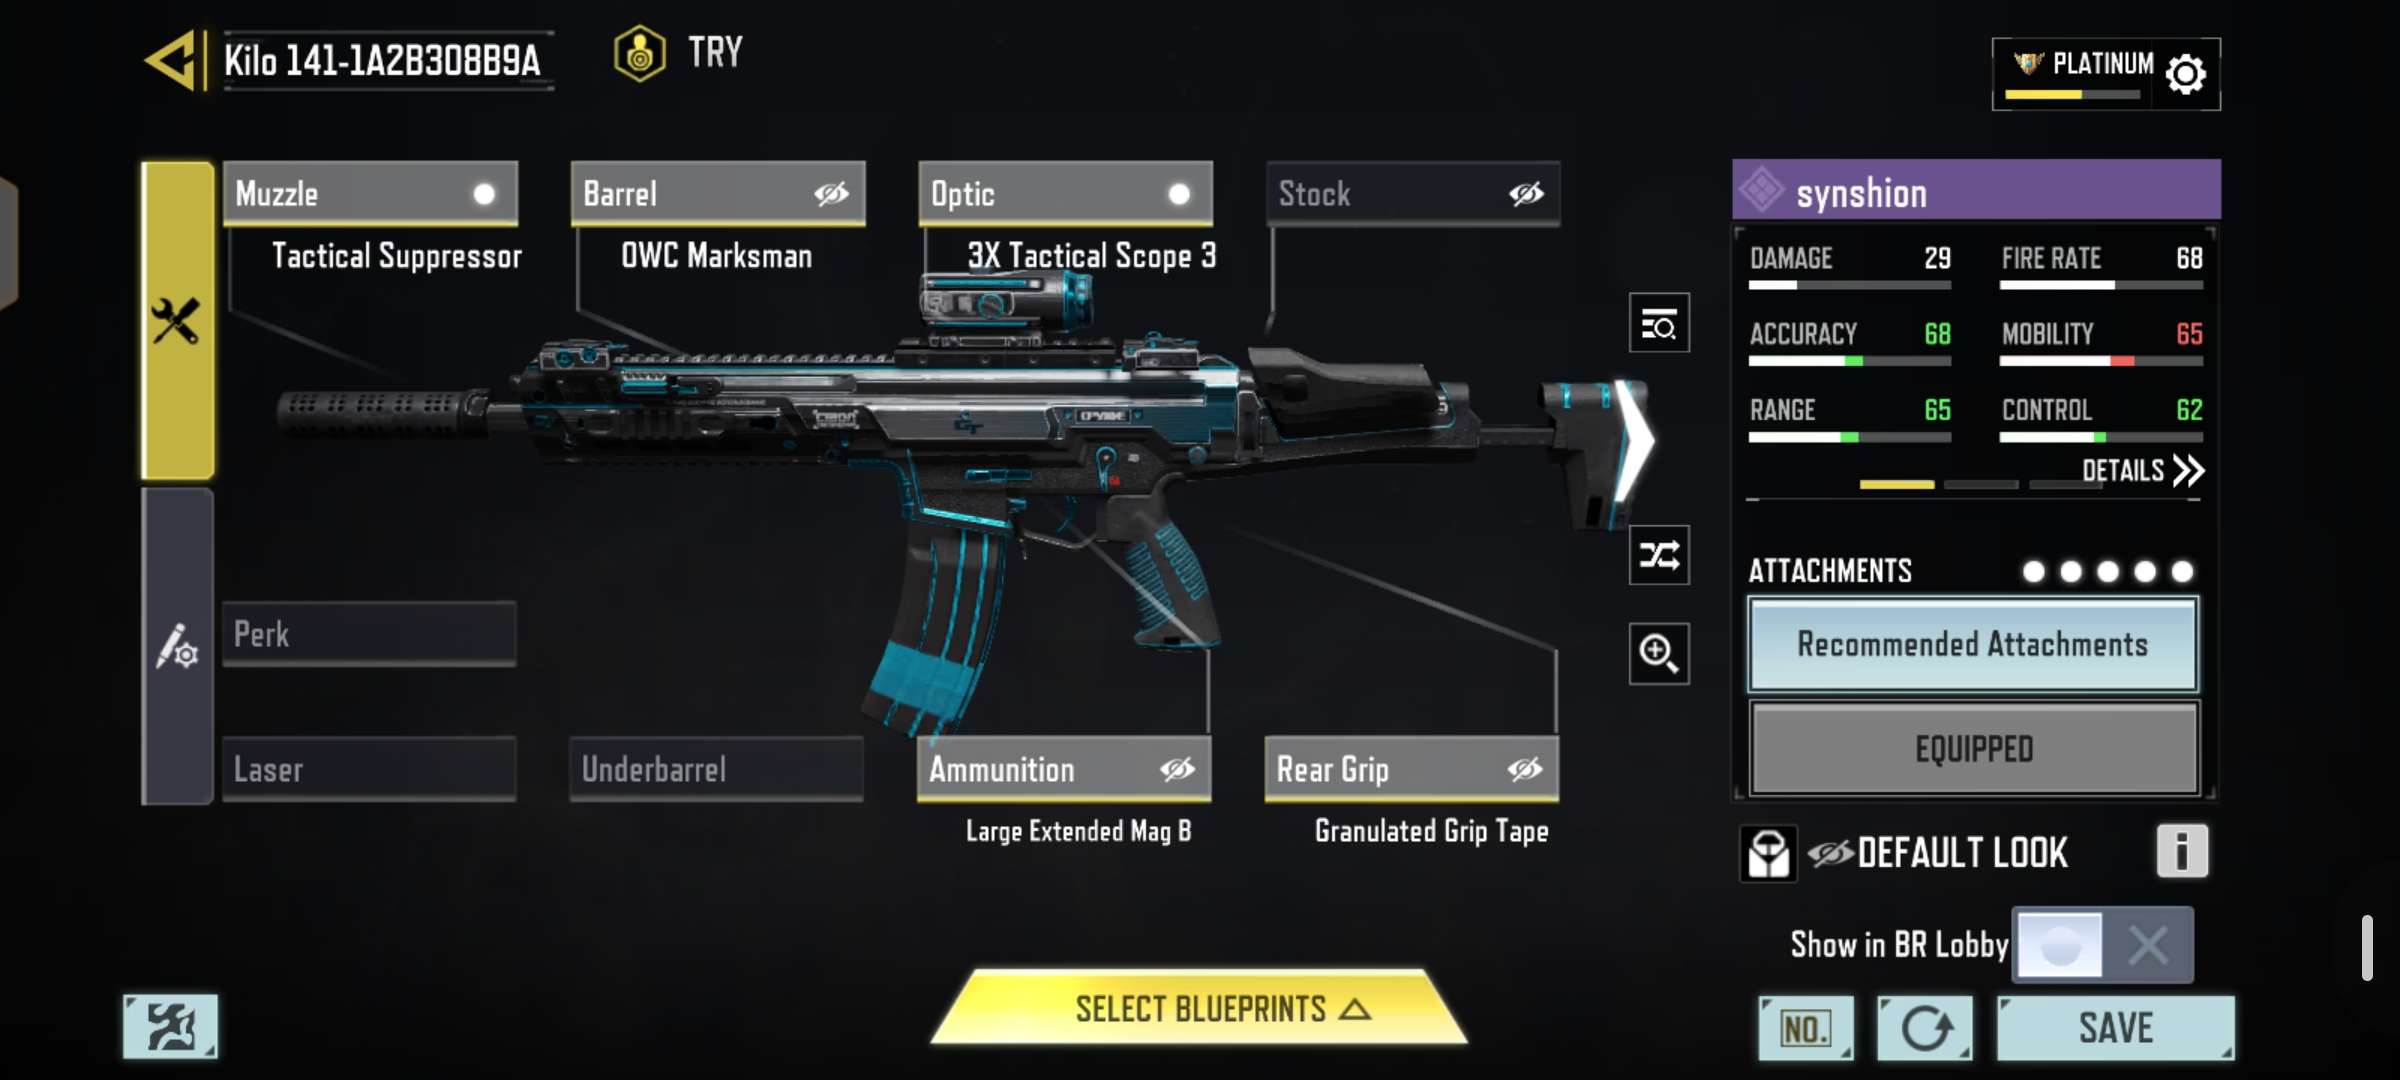 Kilo 141-1A2B308B9A
TRY
PLATINUM
Muzzle
Barrel
Optic
Stock
Tactical Suppressor
OWC Marksman
3X Tactical Scope 3
synshion
DAMAGE 29
FIRE RATE 68
ACCURACY 68
MOBILITY 65
RANGE 65
CONTROL 62
DETAILS
ATTACHMENTS
Recommended Attachments
EQUIPPED
Perk
Laser
Underbarrel
Ammunition
Rear Grip
Large Extended Mag B
Granulated Grip Tape
DEFAULT LOOK
i
Show in BR Lobby
SELECT BLUEPRINTS
NO.
SAVE